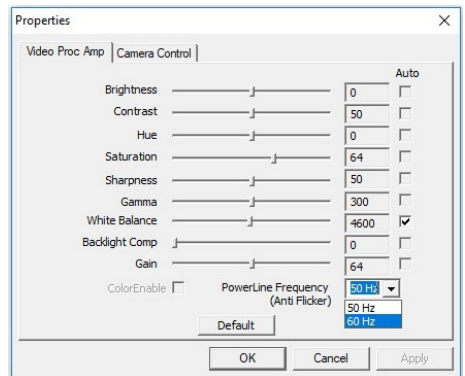 Properties
Video Proc Amp Camera Control
Auto
Brightness 0
Contrast 50
Hue 0
Saturation 64
Sharpness 50
Gamma 300
White Balance 4600
Backlight Comp 0
Gain 64
ColorEnable PowerLine Frequency 50 Hz
(Anti Flicker)
50 Hz
60 Hz
Default
OK Cancel Apply